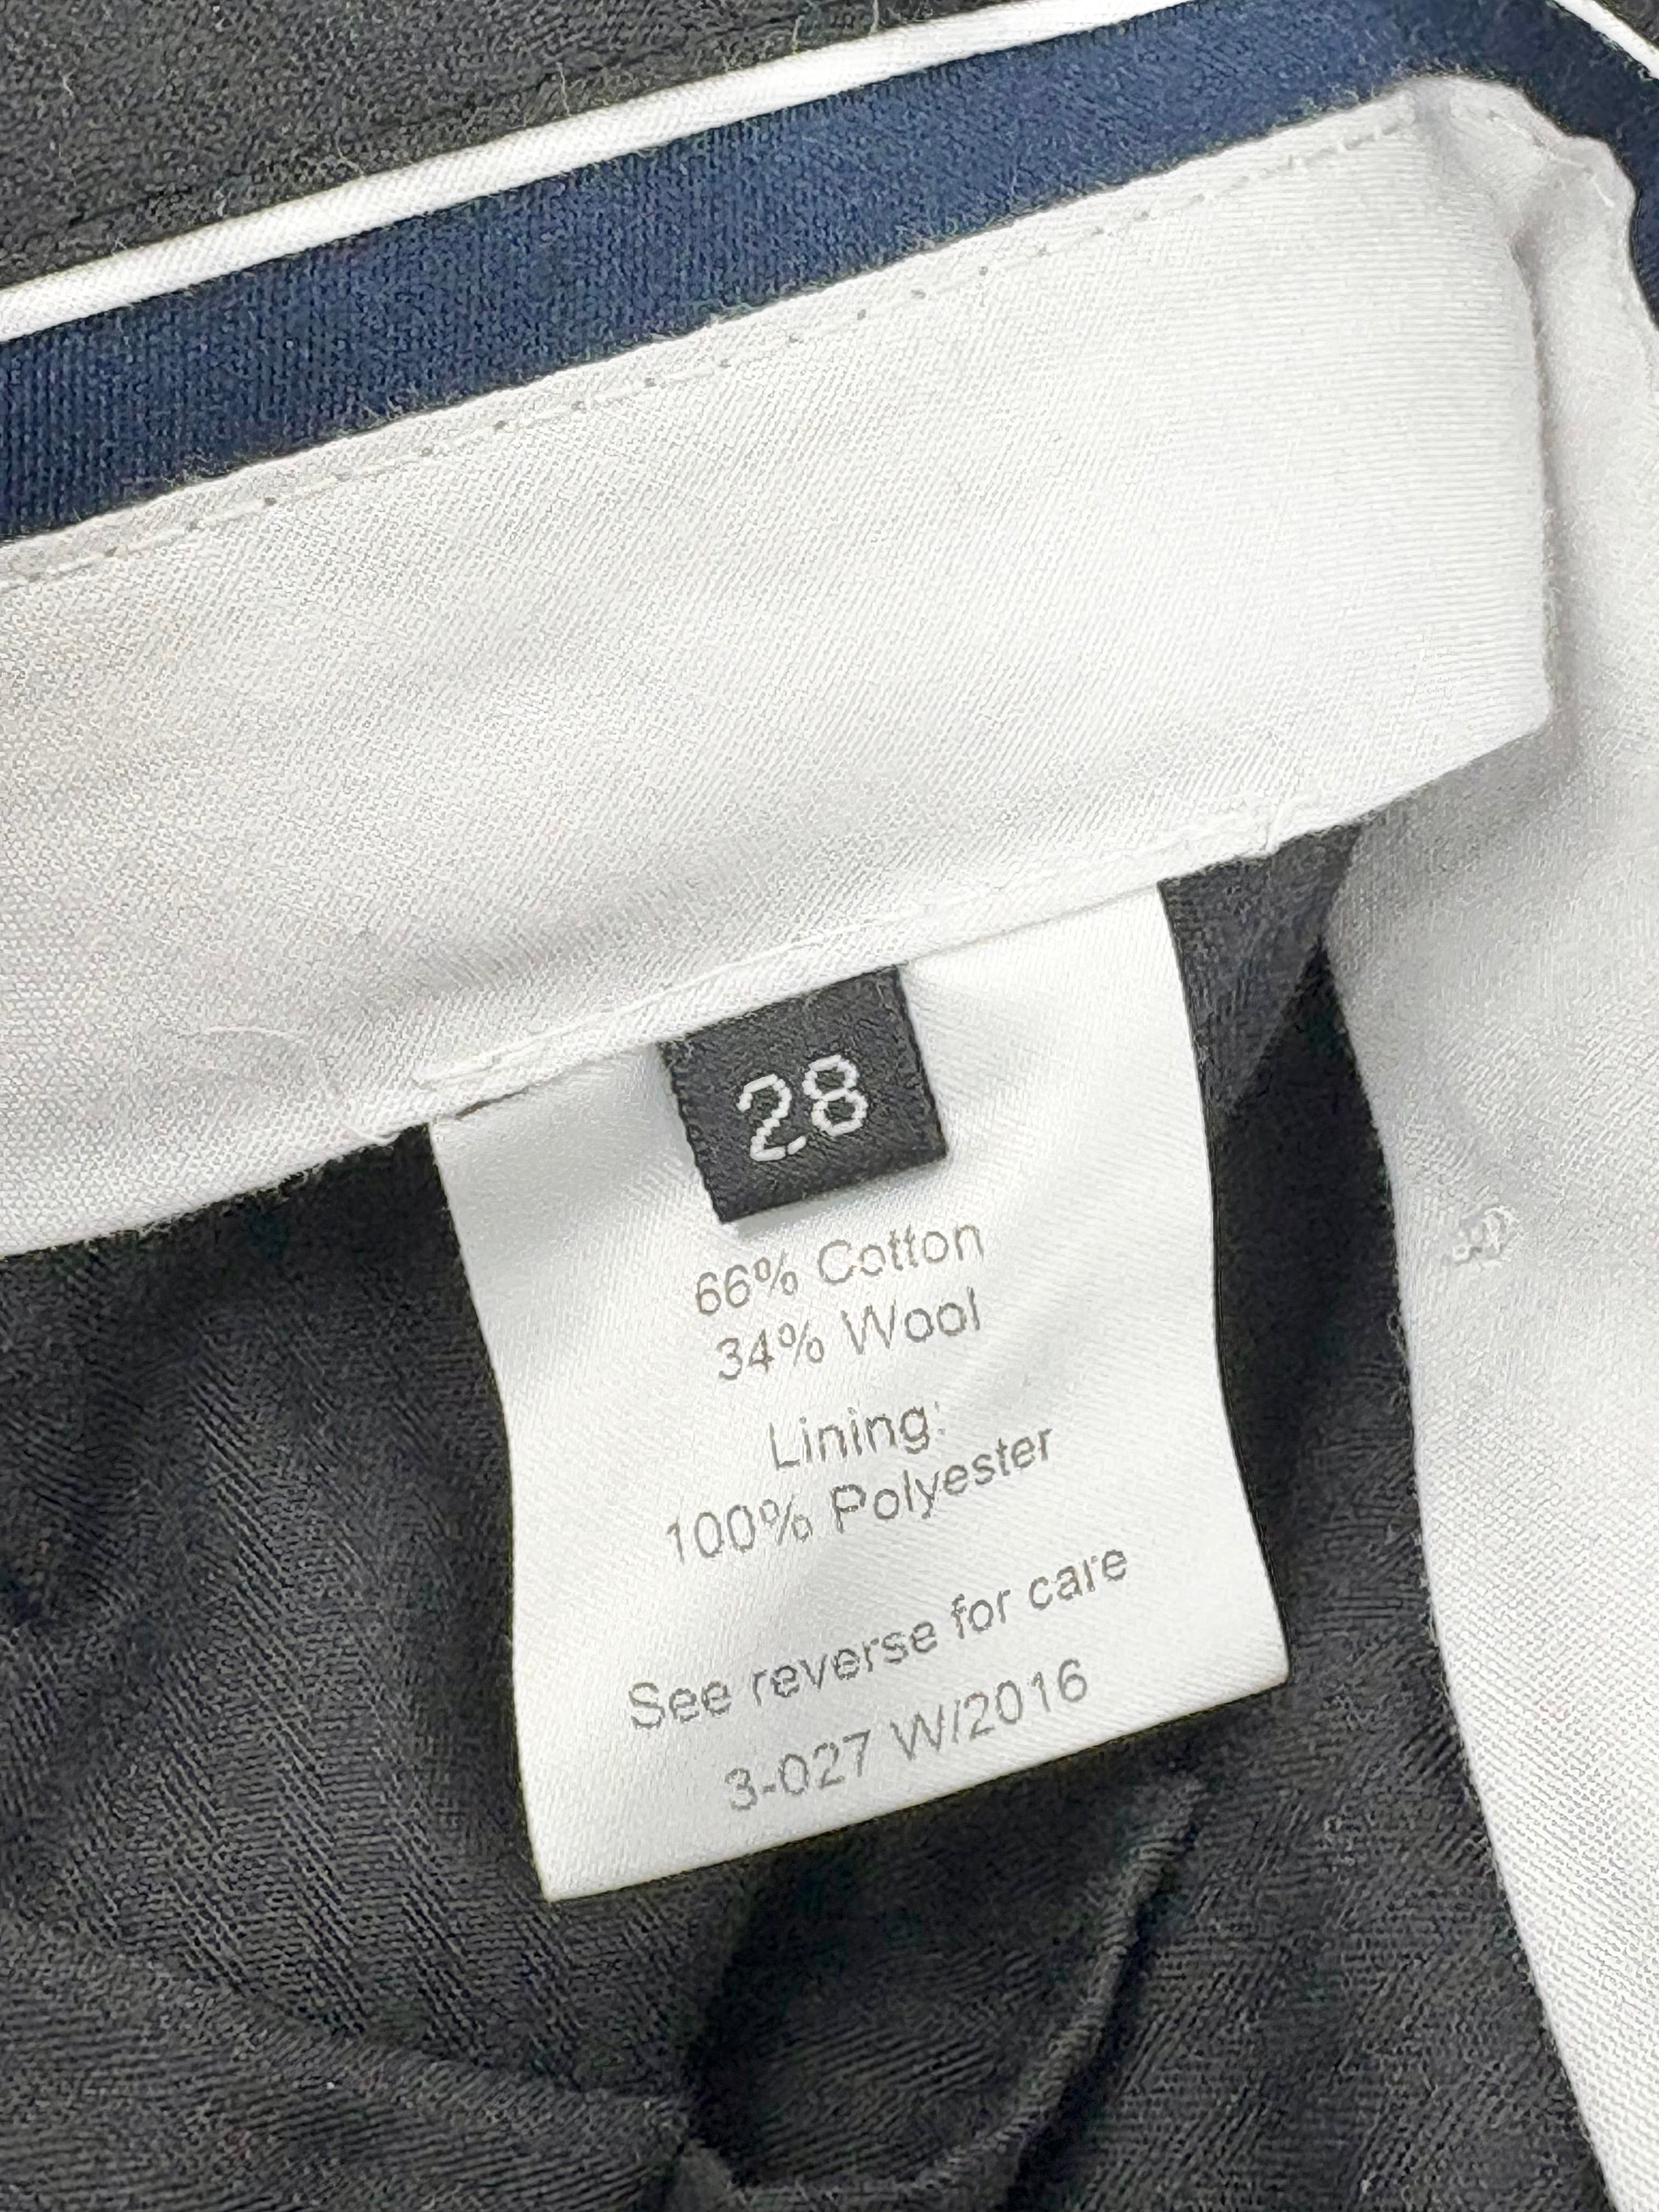 28
66% Cotton
34% Wool
Lining:
100% Polyester
See reverse for care
3-027 W/2016